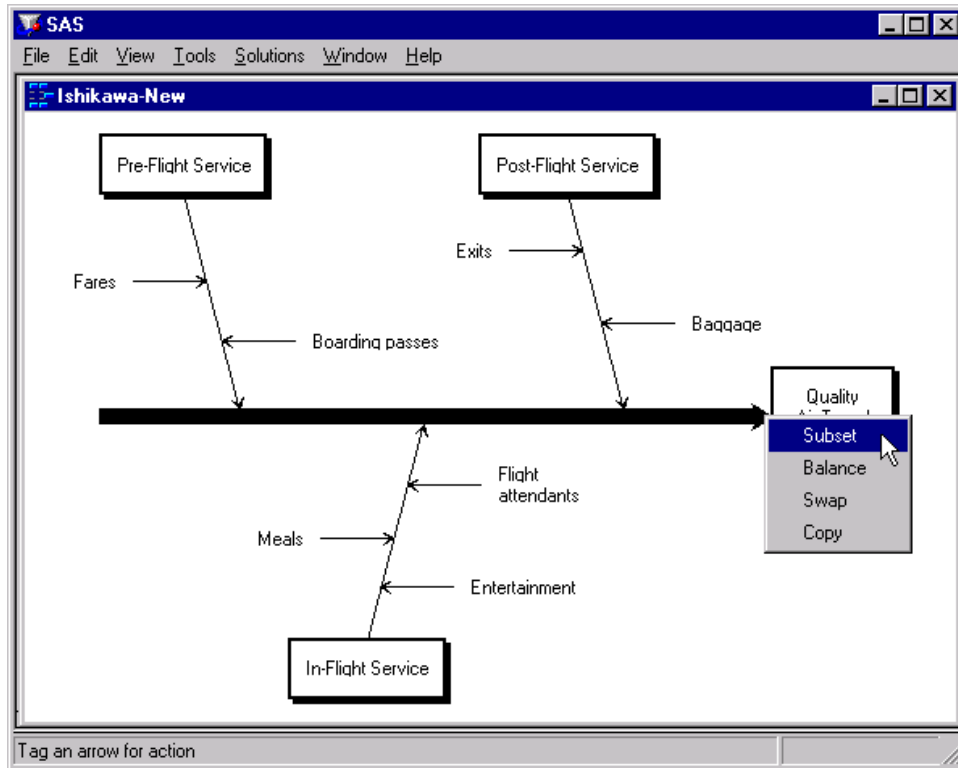 SAS
File Edit View Tools Solutions Window Help
Ishikawa-New
Pre-Flight Service
Post-Flight Service
Exits
Fares
Baggage
Boarding passes
Quality
Subset
Balance
Swap
Copy
Flight
attendants
Meals
Entertainment
In-Flight Service
Tag an arrow for action